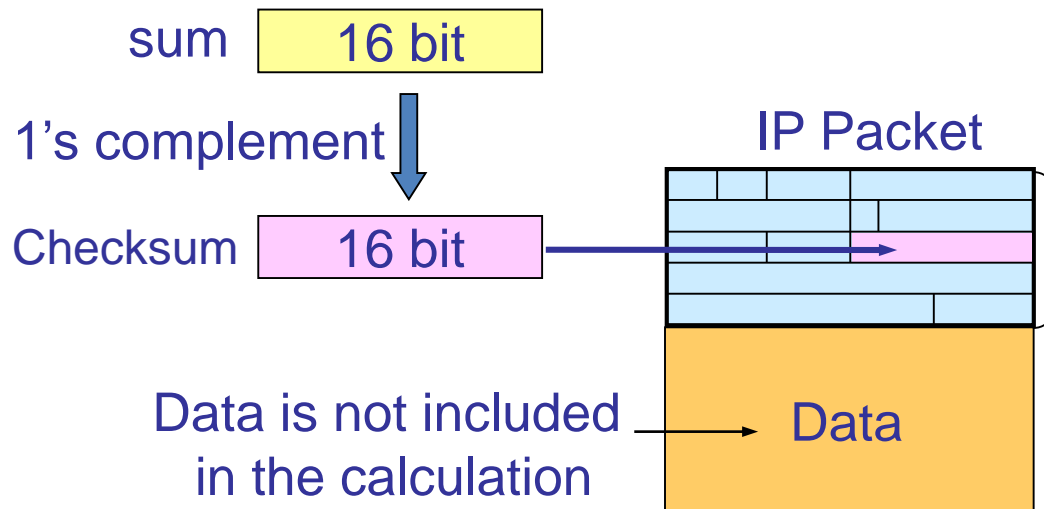 sum
16 bit
1's complement
IP Packet
Checksum
16 bit
Data is not included
in the calculation
Data